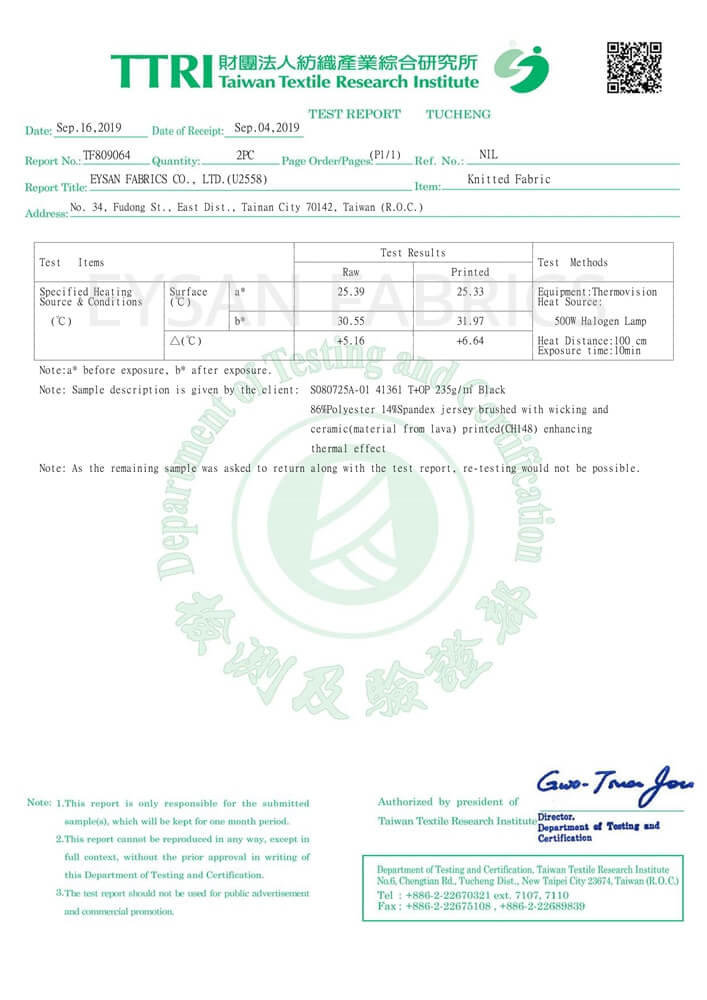 TTRI 財團法人紡織產業綜合研究所
Taiwan Textile Research Institute
TEST REPORT TUCHENG
Date: Sep.16,2019 Date of Receipt: Sep.04,2019
Report No.: TF809064 Quantity: 2PC Page Order/Pages: (P1/1) Ref. No.: NIL
Report Title: EYSAN FABRICS CO., LTD.(U2558) Item: Knitted Fabric
Address: No. 34, Fudong St., East Dist., Tainan City 70142, Taiwan (R.O.C.)
EYSAN FABRICS
Test Items Test Results Test Methods
Raw Printed
Specified Heating Source & Conditions (℃) Surface (℃) a* 25.39 25.33 Equipment:Thermovision Heat Source:
b* 30.55 31.97 500W Halogen Lamp
△(℃) +5.16 +6.64 Heat Distance:100 cm Exposure time:10min
Note:a* before exposure, b* after exposure.
Note: Sample description is given by the client: S080725A-01 41361 T+OP 235g/㎡ Black
86%Polyester 14%Spandex jersey brushed with wicking and
ceramic(material from lava) printed(CH148) enhancing
thermal effect
Note: As the remaining sample was asked to return along with the test report, re-testing would not be possible.
Department of Testing and Certification
檢測及驗證部
Note: 1.This report is only responsible for the submitted
sample(s), which will be kept for one month period.
2.This report cannot be reproduced in any way, except in
full context, without the prior approval in writing of
this Department of Testing and Certification.
3.The test report should not be used for public advertisement
and commercial promotion.
Authorized by president of
Taiwan Textile Research Institute
Director,
Department of Testing and
Certification
Department of Testing and Certification, Taiwan Textile Research Institute
No.6, Chengtian Rd., Tucheng Dist., New Taipei City 23674, Taiwan (R.O.C.)
Tel : +886-2-22670321 ext. 7107, 7110
Fax : +886-2-22675108 , +886-2-22689839